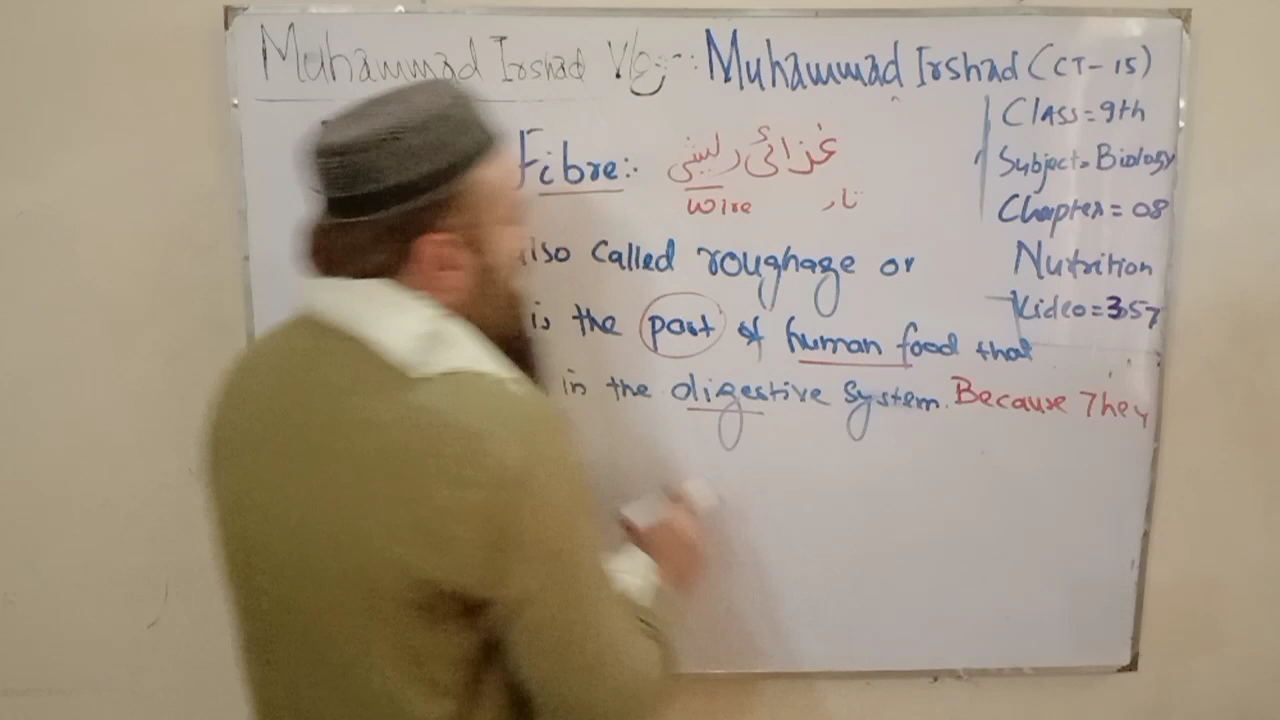 Muhammad Irshad Vlog:-- Muhammad Irshad (CT-15)
Class = 9th
Subject = Biology
Chapter = 08
Nutrition
Video = 357
Fibre:- غزائی ریشے
wire تار
also called roughage or
is the part of human food that
in the digestive system. Because They